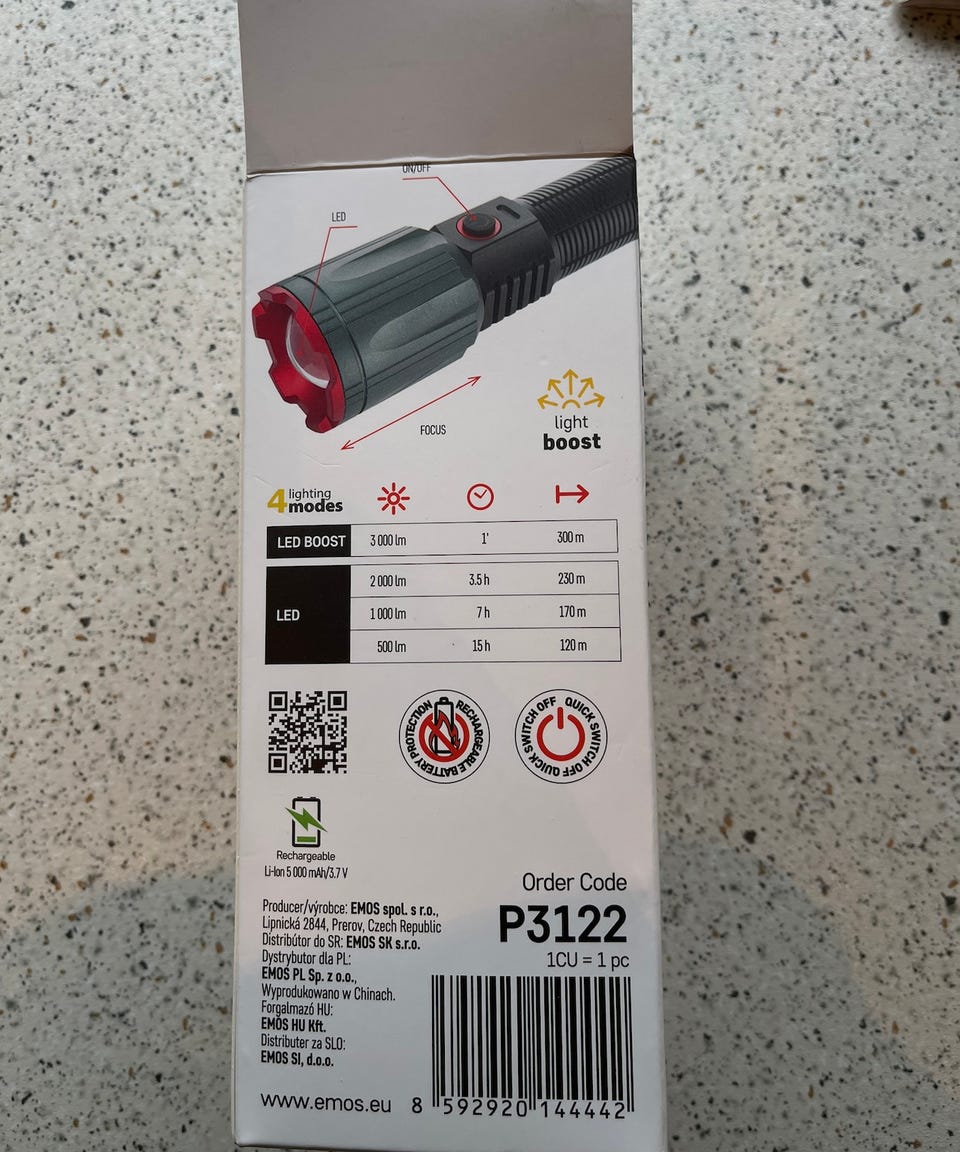 ON/OFF
LED
FOCUS
light
boost
4 lighting
modes
LED BOOST 3 000 lm 1' 300 m
LED
2 000 lm 3.5 h 230 m
1 000 lm 7 h 170 m
500 lm 15 h 120 m
RECHARGEABLE BATTERY PROTECTION
QUICK SWITCH OFF QUICK SWITCH OFF
Rechargeable
Li-Ion 5 000 mAh/3.7 V
Order Code
P3122
1CU = 1 pc
Producer/výrobce: EMOS spol. s r.o.,
Lipnická 2844, Prerov, Czech Republic
Distribútor do SR: EMOS SK s.r.o.
Dystrybutor dla PL:
EMOS PL Sp. z o.o.,
Wyprodukowano w Chinach.
Forgalmazó HU:
EMOS HU Kft.
Distributer za SLO:
EMOS SI, d.o.o.
www.emos.eu
8 592920 144442